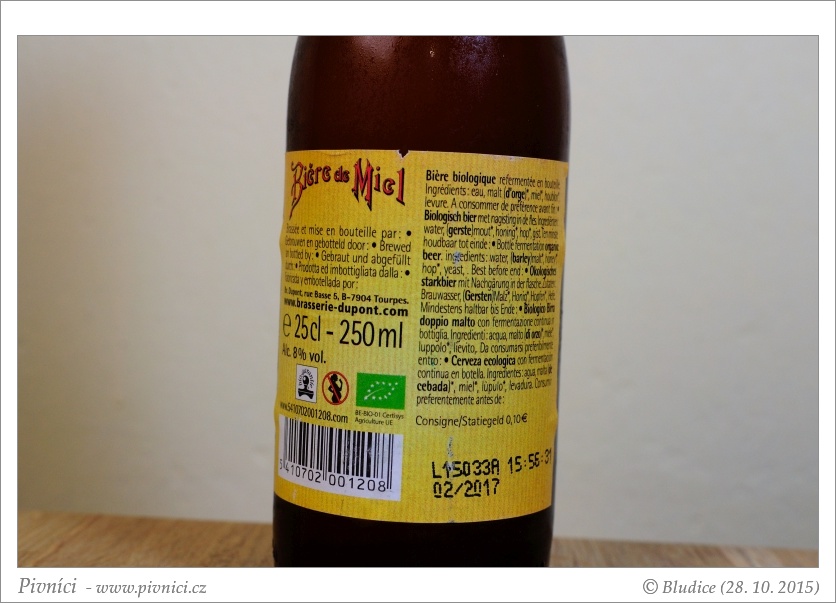 Bière de Miel
Brassée et mise en bouteille par : •
Gebrouwen en gebotteld door : • Brewed
and bottled by : • Gebraut und abgefüllt
durch : • Prodotta ed imbottigliata dalla : •
Fabricada y embotellada por :
Br. Dupont, rue Basse 5, B-7904 Tourpes.
www.brasserie-dupont.com
e 25cl - 250ml
Alc. 8% vol.
BE-BIO-01 Certisys
Agriculture UE
www.5410702001208.com
5410702 001208
Bière biologique refermentée en bouteille.
Ingrédients : eau, malt (d'orge)*, miel*, houblon*,
levure. A consommer de préférence avant fin : •
Biologisch bier met nagisting in de fles. Ingrediënten:
water, (gerste)mout*, honing*, hop*, gist. Ten minste
houdbaar tot einde : • Bottle fermentation organic
beer. ingredients : water, (barley)malt*, honey*,
hop*, yeast, . Best before end : • Ökologisches
starkbier mit Nachgärung in der flasche. Zutaten:
Brauwasser, (Gersten)Malz*, Honig*, Hopfen*, Hefe.
Mindestens haltbar bis Ende : • Biologico Birra
doppio malto con fermentazione continua in
bottiglia. Ingredienti : acqua, malto (di orzo)*, miele*,
luppolo*, lievito, Da consumarsi preferibilmente
entro : • Cerveza ecologica con fermentación
continua en botella. Ingredientes : agua, malta (de
cebada)*, miel*, lúpulo*, levadura. Consumir
preferentemente antes de :
Consigne/Statiegeld 0,10€
L15033A 15:56:31
02/2017
Pivníci - www.pivnici.cz
© Bludice (28. 10. 2015)